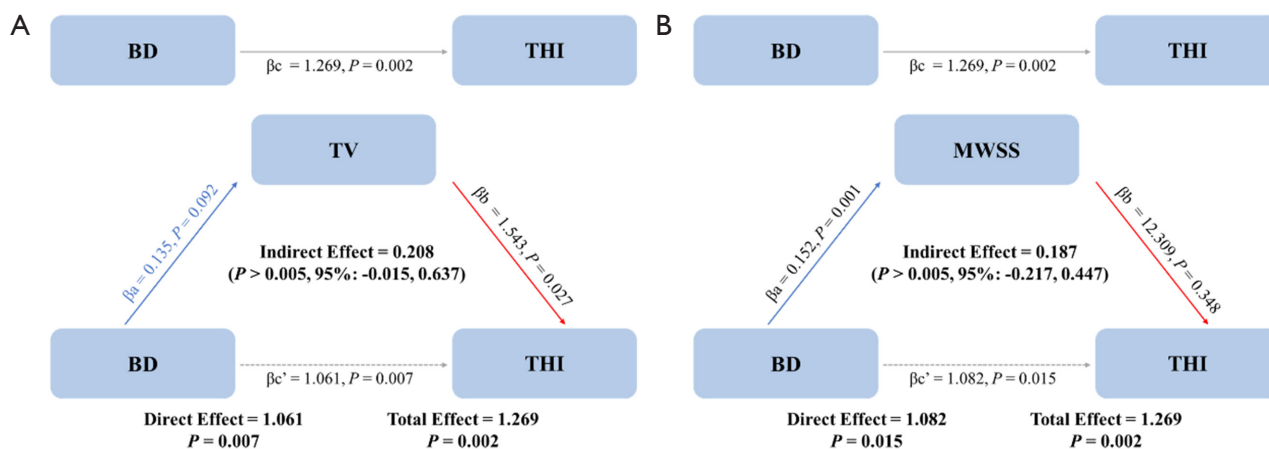 A
BD
THI
βc = 1.269, P = 0.002
TV
βa = 0.135, P = 0.092
βb = 1.543, P = 0.027
Indirect Effect = 0.208
(P > 0.005, 95%: -0.015, 0.637)
BD
THI
βc’ = 1.061, P = 0.007
Direct Effect = 1.061
P = 0.007
Total Effect = 1.269
P = 0.002
B
BD
THI
βc = 1.269, P = 0.002
MWSS
βa = 0.152, P = 0.001
βb = 12.309, P = 0.348
Indirect Effect = 0.187
(P > 0.005, 95%: -0.217, 0.447)
BD
THI
βc’ = 1.082, P = 0.015
Direct Effect = 1.082
P = 0.015
Total Effect = 1.269
P = 0.002